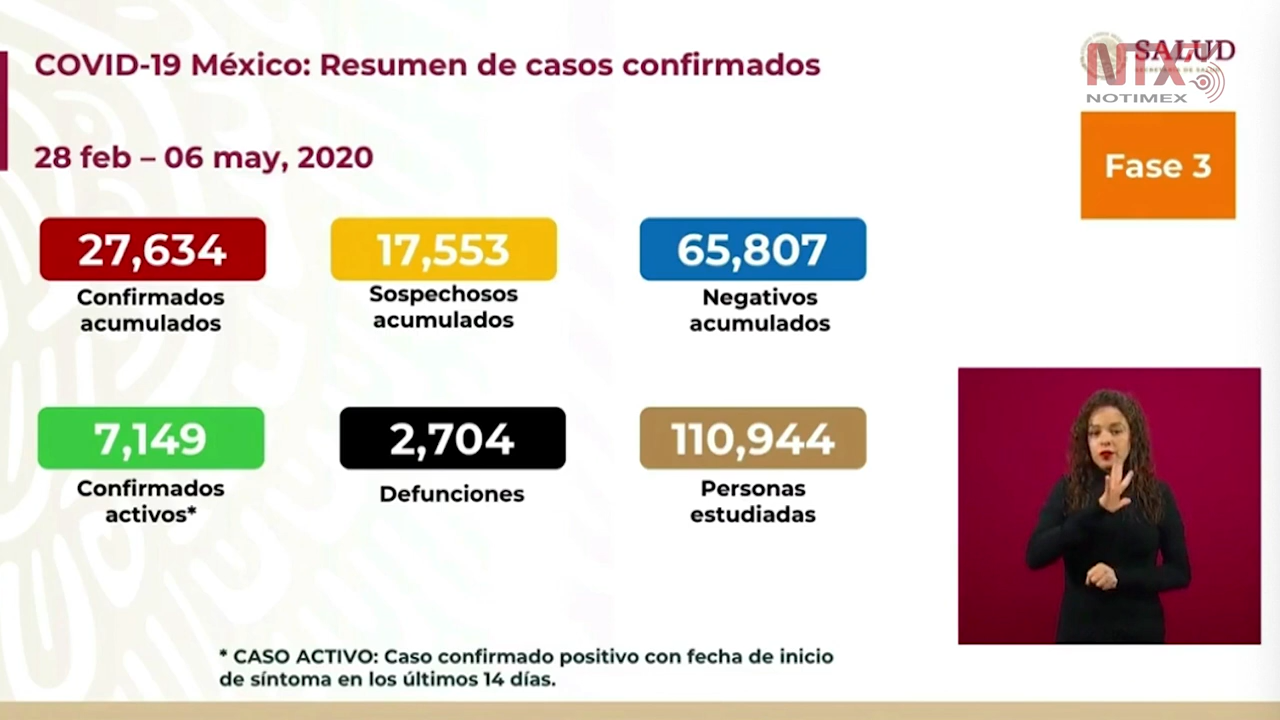 COVID-19 México: Resumen de casos confirmados
SALUD
NTX
NOTIMEX
28 feb – 06 may, 2020
Fase 3
27,634
Confirmados
acumulados
17,553
Sospechosos
acumulados
65,807
Negativos
acumulados
7,149
Confirmados
activos*
2,704
Defunciones
110,944
Personas
estudiadas
* CASO ACTIVO: Caso confirmado positivo con fecha de inicio
de síntoma en los últimos 14 días.